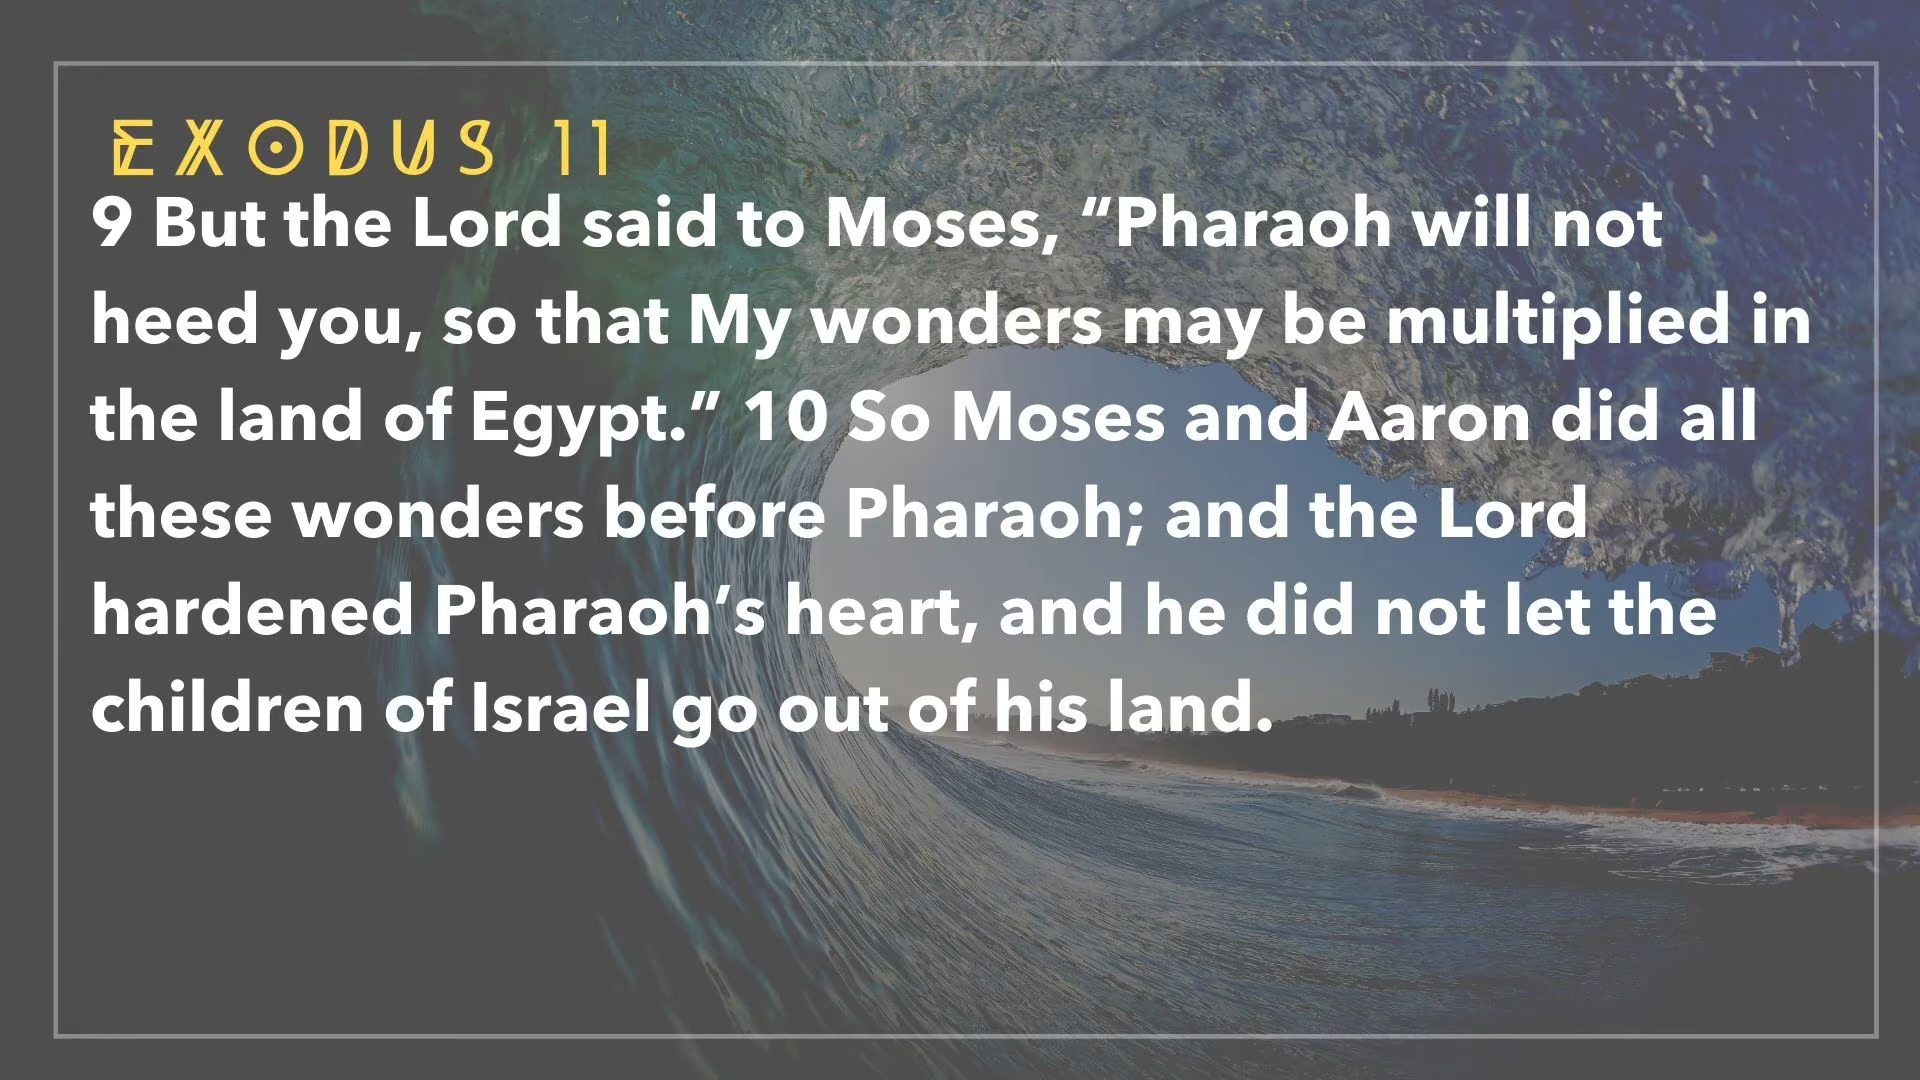 EXODUS 11
9 But the Lord said to Moses, “Pharaoh will not
heed you, so that My wonders may be multiplied in
the land of Egypt.” 10 So Moses and Aaron did all
these wonders before Pharaoh; and the Lord
hardened Pharaoh’s heart, and he did not let the
children of Israel go out of his land.